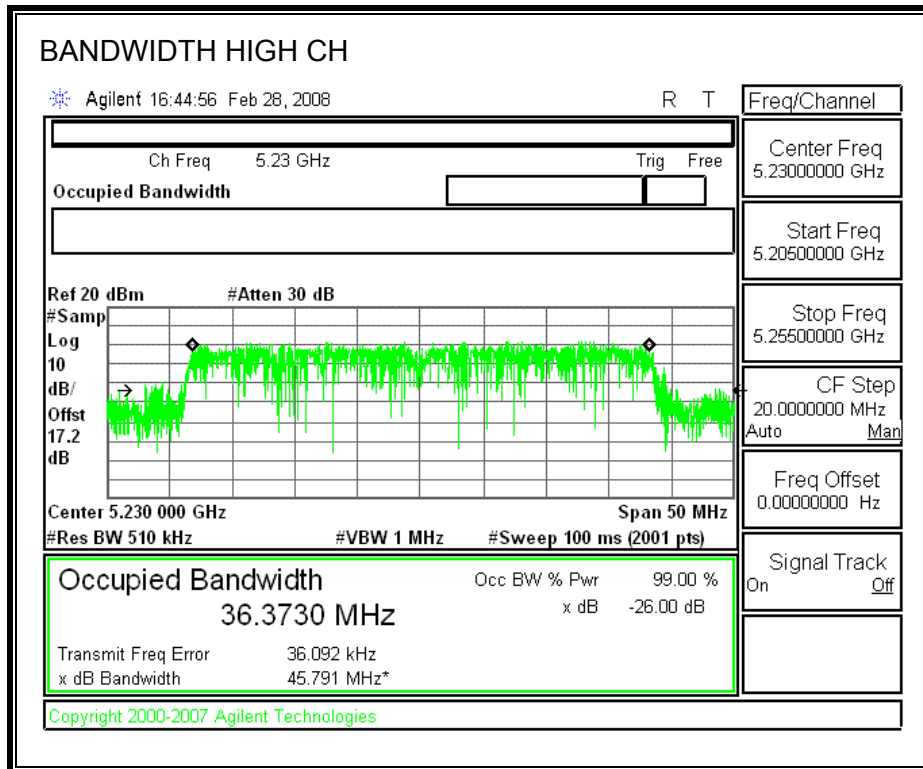 BANDWIDTH HIGH CH
Agilent 16:44:56 Feb 28, 2008 R T
Freq/Channel
Ch Freq 5.23 GHz Trig Free
Occupied Bandwidth
Center Freq
5.23000000 GHz
Start Freq
5.20500000 GHz
Stop Freq
5.25500000 GHz
CF Step
20.0000000 MHz
Auto Man
Freq Offset
0.00000000 Hz
Signal Track
On Off
Ref 20 dBm #Atten 30 dB
#Samp
Log
10
dB/
Offst
17.2
dB
Center 5.230 000 GHz Span 50 MHz
#Res BW 510 kHz #VBW 1 MHz #Sweep 100 ms (2001 pts)
Occupied Bandwidth Occ BW % Pwr 99.00 %
36.3730 MHz x dB -26.00 dB
Transmit Freq Error 36.092 kHz
x dB Bandwidth 45.791 MHz*
Copyright 2000-2007 Agilent Technologies